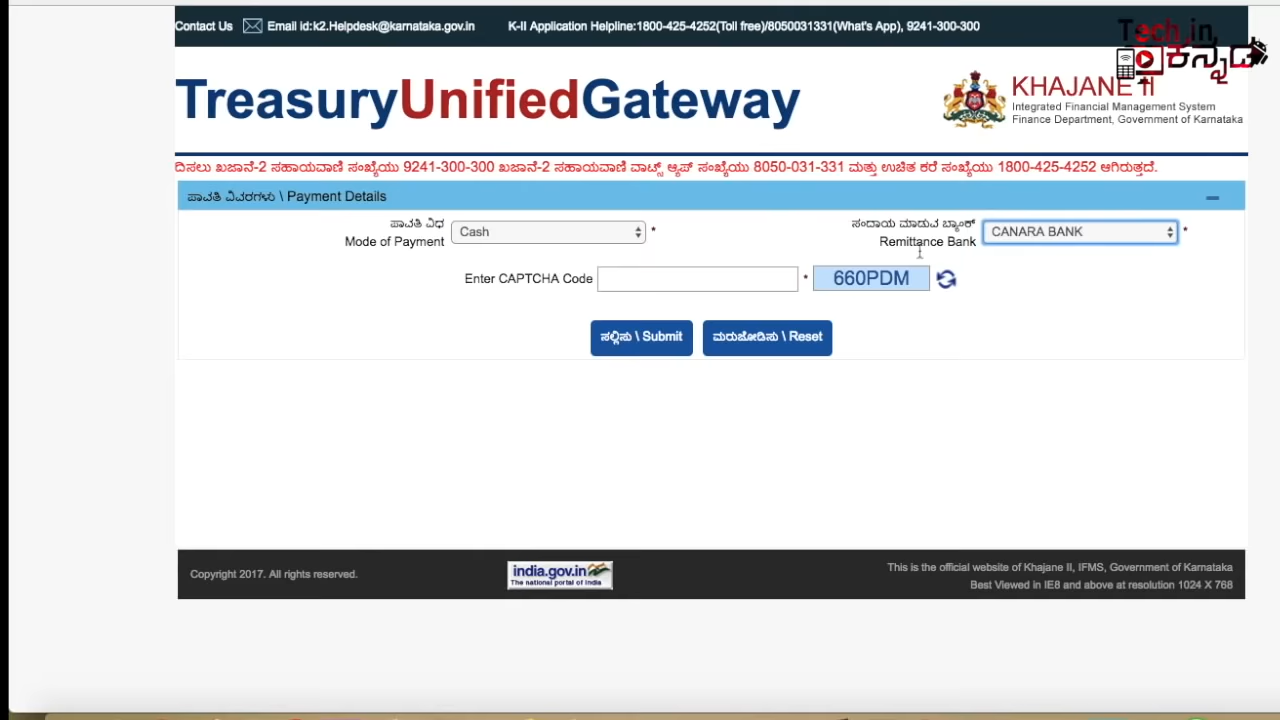 Contact Us Email id:k2.Helpdesk@karnataka.gov.in K-II Application Helpline:1800-425-4252(Toll free)/8050031331(What's App), 9241-300-300
Tech in
ಕನ್ನಡ
TreasuryUnifiedGateway
KHAJANE II
Integrated Financial Management System
Finance Department, Government of Karnataka
ದಿಸಲು ಖಜಾನೆ-2 ಸಹಾಯವಾಣಿ ಸಂಖ್ಯೆಯು 9241-300-300 ಖಜಾನೆ-2 ಸಹಾಯವಾಣಿ ವಾಟ್ಸ್ ಆ್ಯಪ್ ಸಂಖ್ಯೆಯು 8050-031-331 ಮತ್ತು ಉಚಿತ ಕರೆ ಸಂಖ್ಯೆಯು 1800-425-4252 ಆಗಿರುತ್ತದೆ.
ಪಾವತಿ ವಿವರಗಳು \ Payment Details
ಪಾವತಿ ವಿಧ
Mode of Payment Cash *
ಸಂದಾಯ ಮಾಡುವ ಬ್ಯಾಂಕ್
Remittance Bank CANARA BANK *
Enter CAPTCHA Code * 660PDM
ಸಲ್ಲಿಸು \ Submit ಮರುಜೋಡಿಸು \ Reset
Copyright 2017. All rights reserved.
india.gov.in
The national portal of India
This is the official website of Khajane II, IFMS, Government of Karnataka
Best Viewed in IE8 and above at resolution 1024 X 768